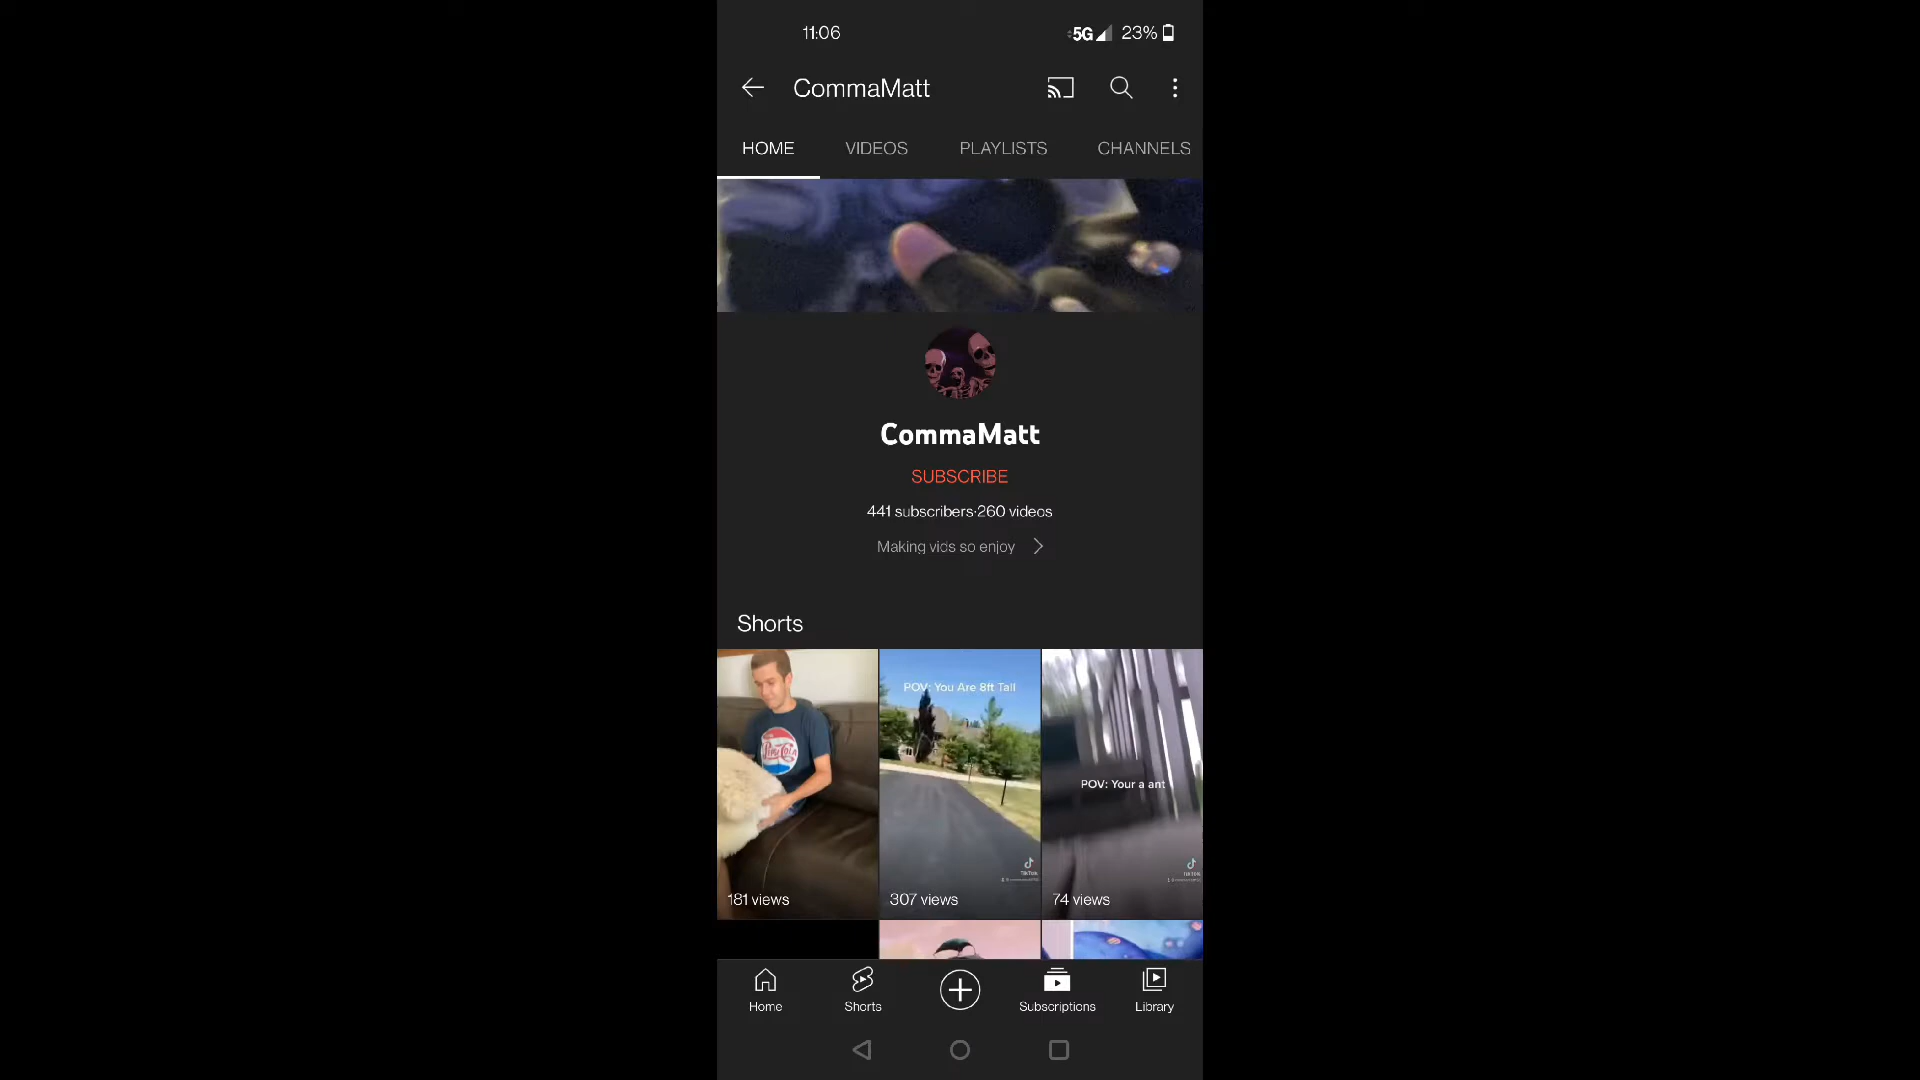 11:06
5G 23%
CommaMatt
HOME VIDEOS PLAYLISTS CHANNELS
CommaMatt
SUBSCRIBE
441 subscribers·260 videos
Making vids so enjoy
Shorts
POV: You Are 8ft Tall
POV: Your a ant
TikTok
TikTok
181 views
307 views
74 views
Home
Shorts
Subscriptions
Library